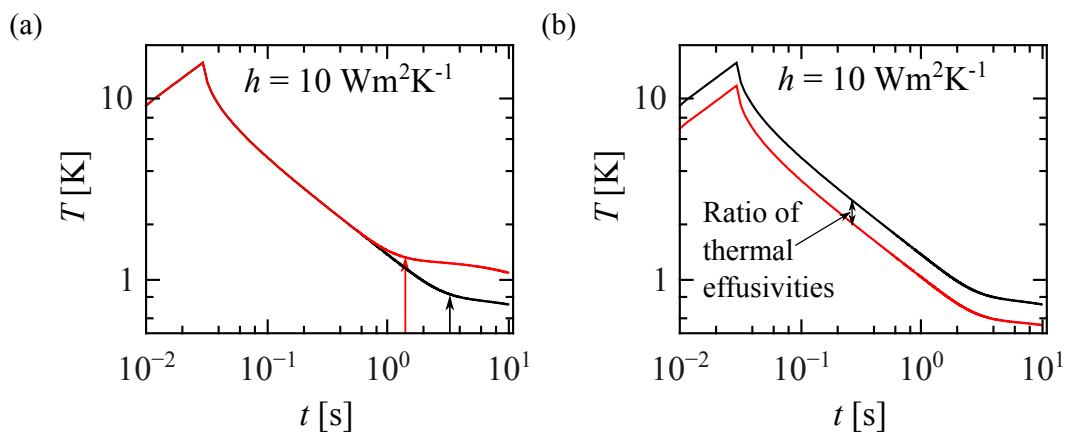 (a)
h = 10 Wm²K⁻¹
10
1
T [K]
10⁻²
10⁻¹
10⁰
10¹
t [s]
(b)
h = 10 Wm²K⁻¹
10
1
T [K]
Ratio of
thermal
effusivities
10⁻²
10⁻¹
10⁰
10¹
t [s]